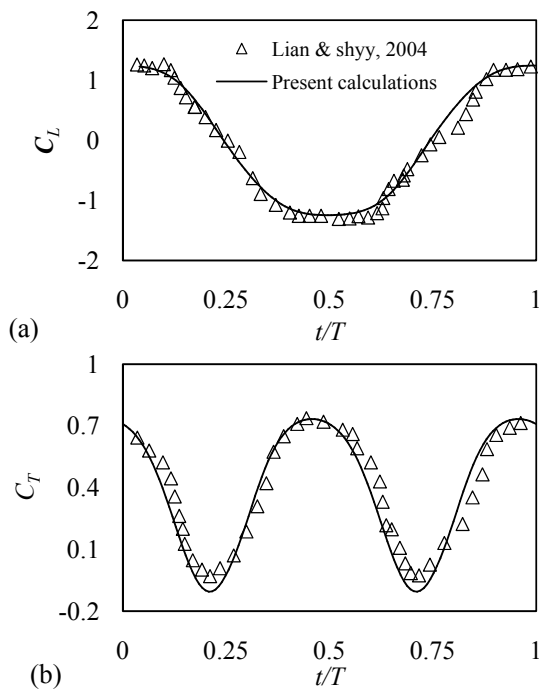 2
1
0
-1
-2
C_L
Lian & shyy, 2004
Present calculations
0 0.25 0.5 0.75 1
t/T
(a)
1
0.7
0.4
0.1
-0.2
C_T
0 0.25 0.5 0.75 1
t/T
(b)